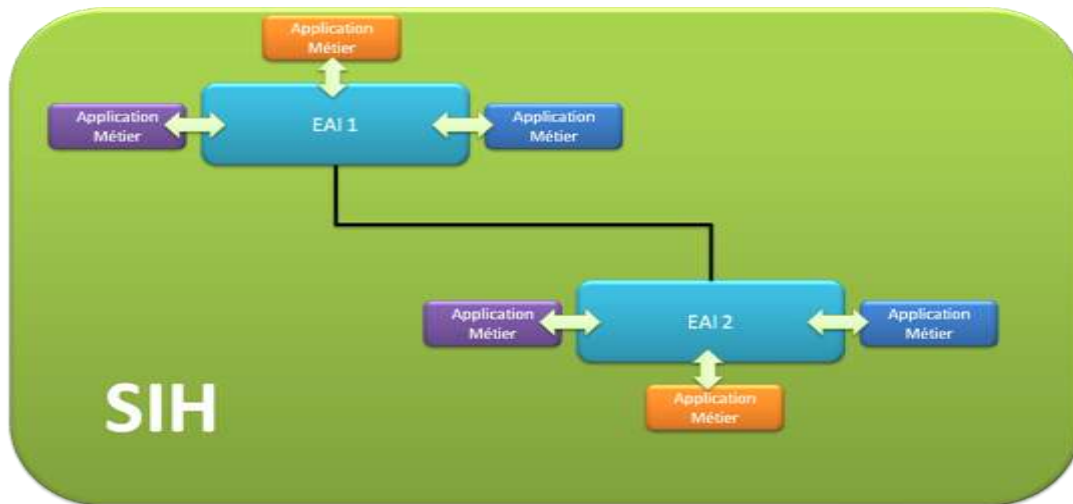 Application
Métier
Application
Métier
EAI 1
Application
Métier
Application
Métier
EAI 2
Application
Métier
Application
Métier
SIH